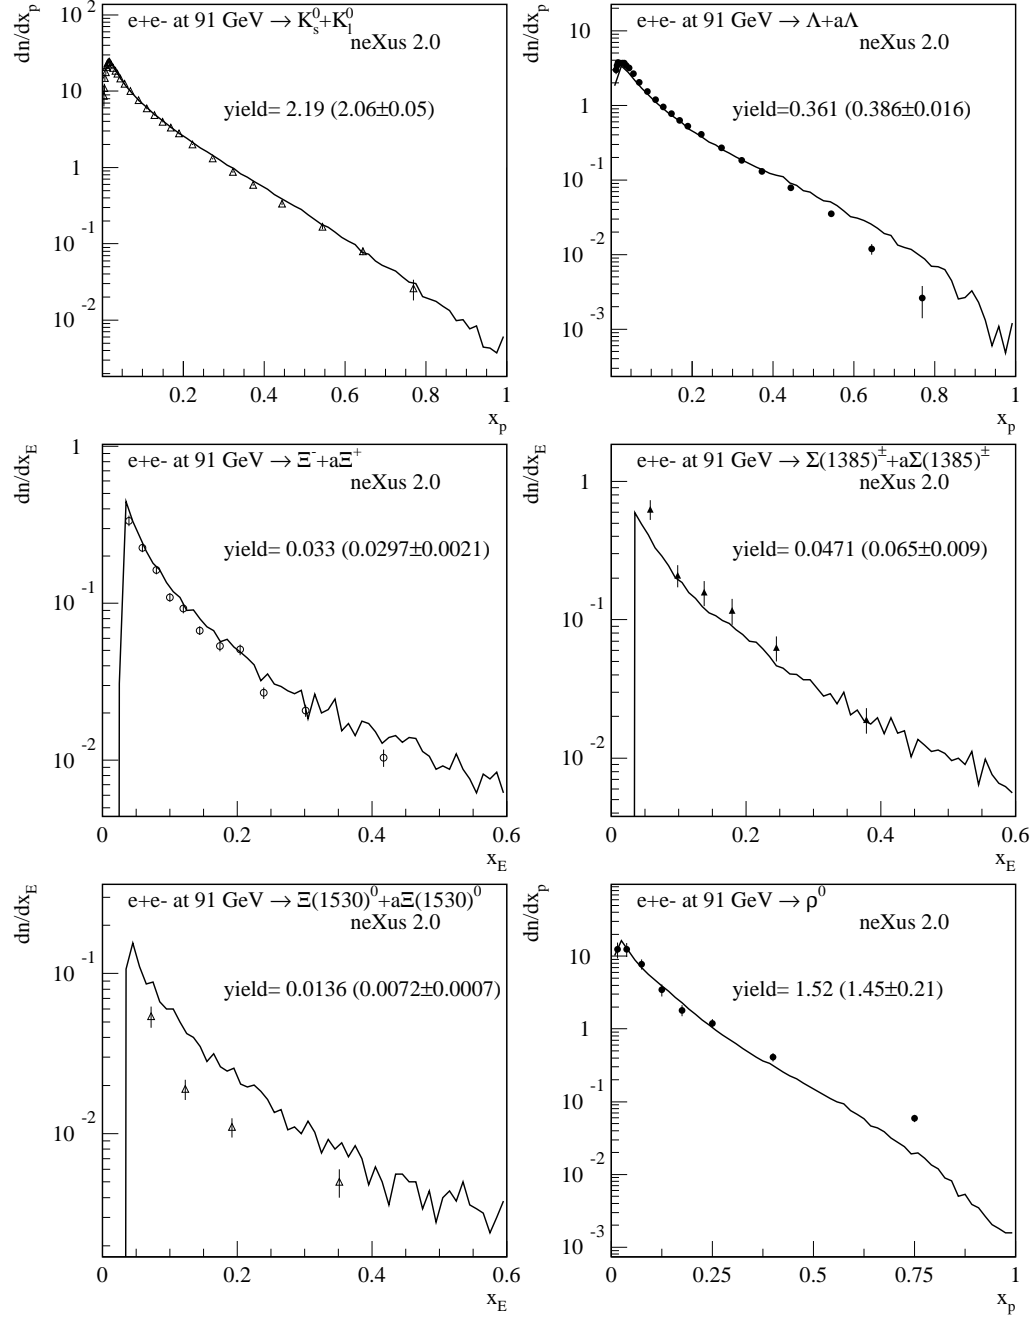 dn/dx_p
e+e- at 91 GeV → K_s^0+K_l^0
neXus 2.0
yield= 2.19 (2.06±0.05)
10^2
10
1
10^-1
10^-2
0.2 0.4 0.6 0.8 1
x_p
dn/dx_p
e+e- at 91 GeV → Λ+aΛ
neXus 2.0
yield=0.361 (0.386±0.016)
10
1
10^-1
10^-2
10^-3
0.2 0.4 0.6 0.8 1
x_p
dn/dx_E
e+e- at 91 GeV → Ξ^-+aΞ^+
neXus 2.0
yield= 0.033 (0.0297±0.0021)
1
10^-1
10^-2
0 0.2 0.4 0.6
x_E
dn/dx_E
e+e- at 91 GeV → Σ(1385)^±+aΣ(1385)^±
neXus 2.0
yield= 0.0471 (0.065±0.009)
1
10^-1
10^-2
0 0.2 0.4 0.6
x_E
dn/dx_E
e+e- at 91 GeV → Ξ(1530)^0+aΞ(1530)^0
neXus 2.0
yield= 0.0136 (0.0072±0.0007)
10^-1
10^-2
0 0.2 0.4 0.6
x_E
dn/dx_p
e+e- at 91 GeV → ρ^0
neXus 2.0
yield= 1.52 (1.45±0.21)
10
1
10^-1
10^-2
10^-3
0 0.25 0.5 0.75 1
x_p